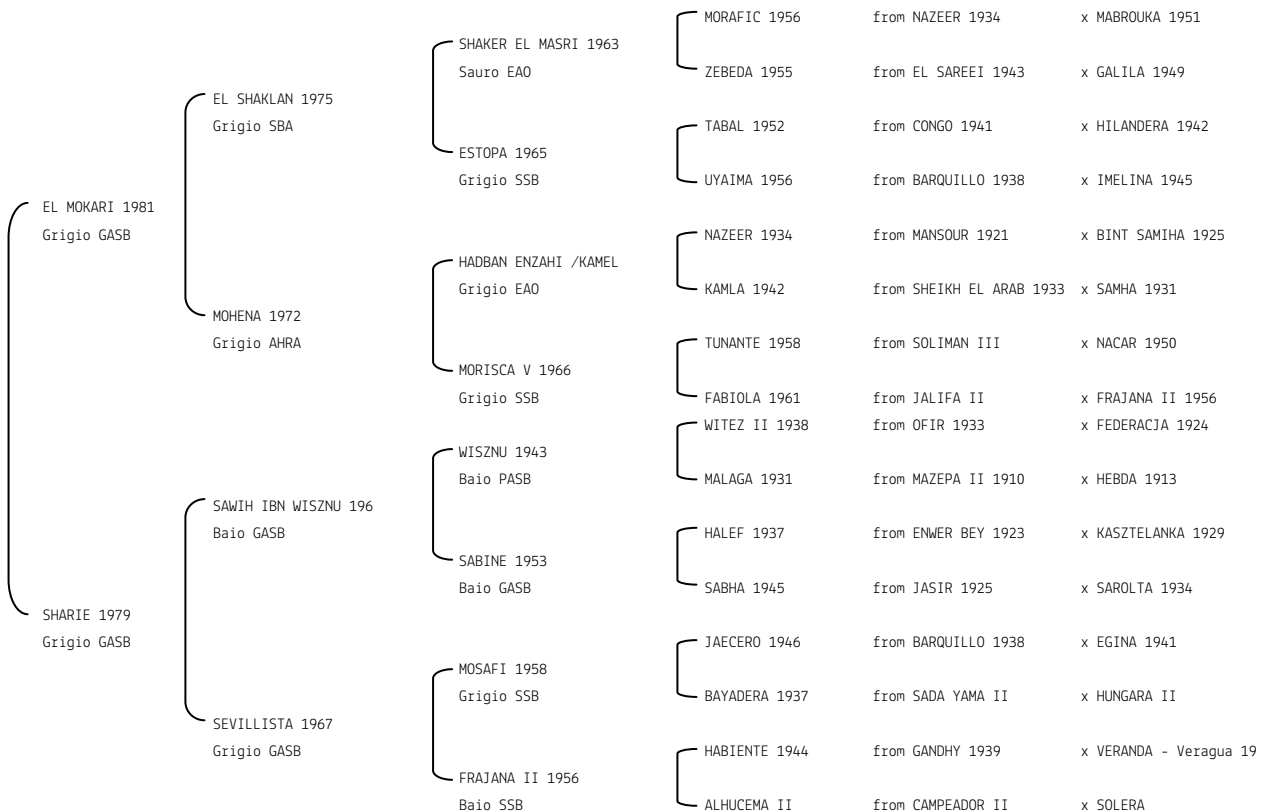 MORAFIC 1956 from NAZEER 1934 x MABROUKA 1951
SHAKER EL MASRI 1963
Sauro EAO
ZEBEDA 1955 from EL SAREEI 1943 x GALILA 1949
EL SHAKLAN 1975
Grigio SBA
TABAL 1952 from CONGO 1941 x HILANDERA 1942
ESTOPA 1965
Grigio SSB
UYAIMA 1956 from BARQUILLO 1938 x IMELINA 1945
EL MOKARI 1981
Grigio GASB
NAZEER 1934 from MANSOUR 1921 x BINT SAMIHA 1925
HADBAN ENZAHI /KAMEL
Grigio EAO
KAMLA 1942 from SHEIKH EL ARAB 1933 x SAMHA 1931
MOHENA 1972
Grigio AHRA
TUNANTE 1958 from SOLIMAN III x NACAR 1950
MORISCA V 1966
Grigio SSB
FABIOLA 1961 from JALIFA II x FRAJANA II 1956
WITEZ II 1938 from OFIR 1933 x FEDERACJA 1924
WISZNU 1943
Baio PASB
MALAGA 1931 from MAZEPA II 1910 x HEBDA 1913
SAWIH IBN WISZNU 196
Baio GASB
HALEF 1937 from ENWER BEY 1923 x KASZTELANKA 1929
SABINE 1953
Baio GASB
SABHA 1945 from JASIR 1925 x SAROLTA 1934
SHARIE 1979
Grigio GASB
JAECERO 1946 from BARQUILLO 1938 x EGINA 1941
MOSAFI 1958
Grigio SSB
BAYADERA 1937 from SADA YAMA II x HUNGARA II
SEVILLISTA 1967
Grigio GASB
HABIENTE 1944 from GANDHY 1939 x VERANDA - Veragua 19
FRAJANA II 1956
Baio SSB
ALHUCEMA II from CAMPEADOR II x SOLERA